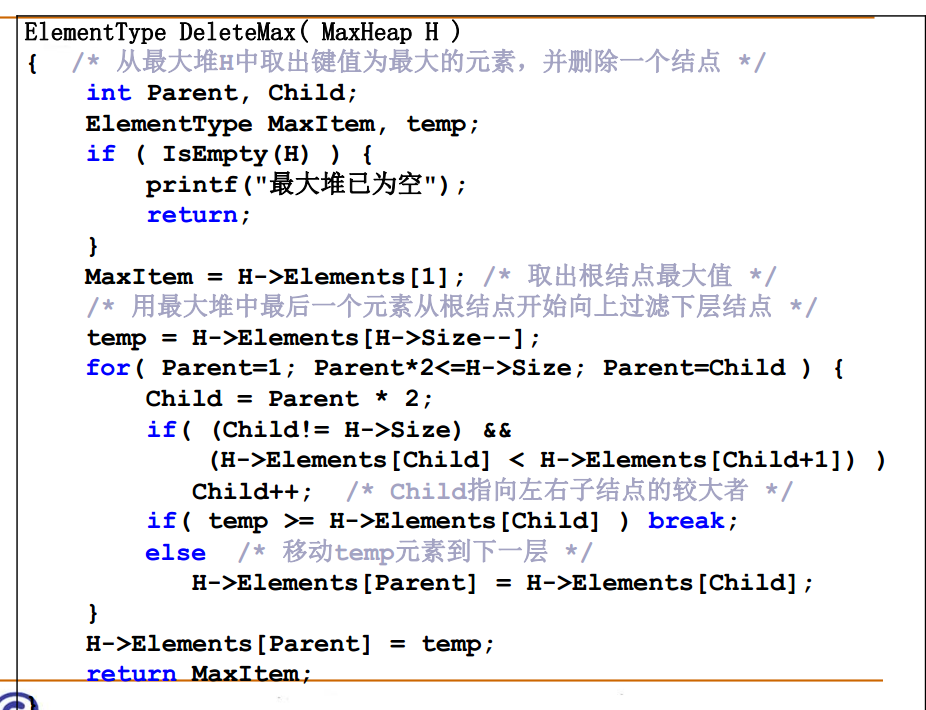 ElementType DeleteMax( MaxHeap H )
{ /* 从最大堆H中取出键值为最大的元素，并删除一个结点 */
int Parent, Child;
ElementType MaxItem, temp;
if ( IsEmpty(H) ) {
printf("最大堆已为空");
return;
}
MaxItem = H->Elements[1]; /* 取出根结点最大值 */
/* 用最大堆中最后一个元素从根结点开始向上过滤下层结点 */
temp = H->Elements[H->Size--];
for( Parent=1; Parent*2<=H->Size; Parent=Child ) {
Child = Parent * 2;
if( (Child!= H->Size) &&
(H->Elements[Child] < H->Elements[Child+1]) )
Child++; /* Child指向左右子结点的较大者 */
if( temp >= H->Elements[Child] ) break;
else /* 移动temp元素到下一层 */
H->Elements[Parent] = H->Elements[Child];
}
H->Elements[Parent] = temp;
return MaxItem;
}